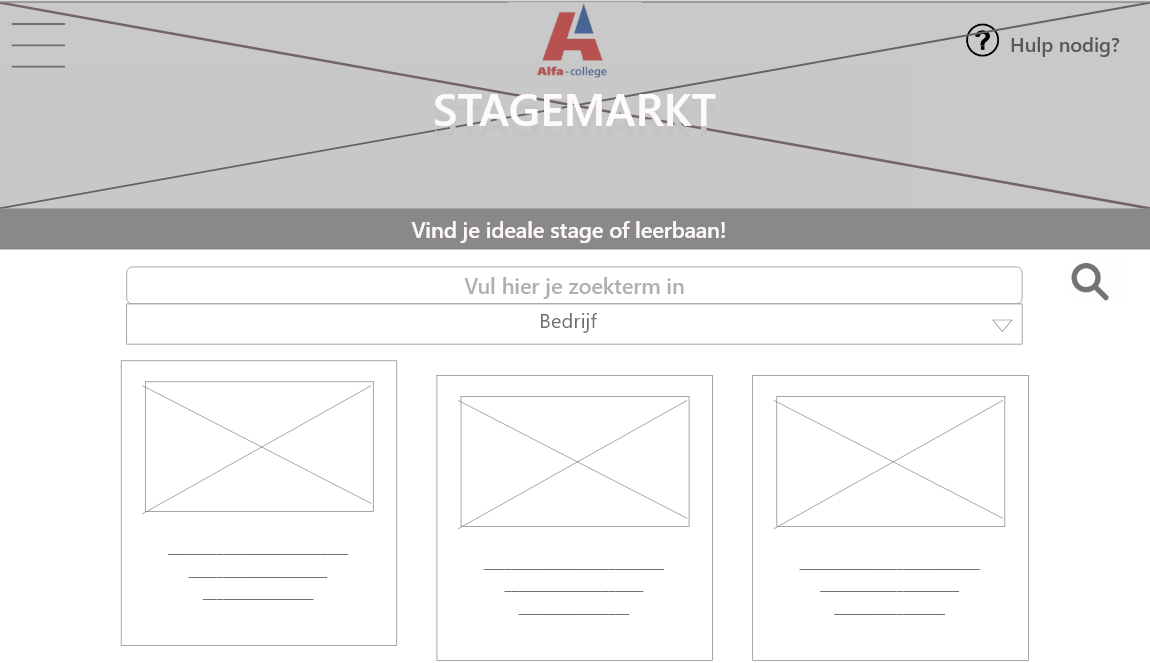 Alfa-college
? Hulp nodig?
STAGEMARKT
Vind je ideale stage of leerbaan!
Vul hier je zoekterm in
Bedrijf